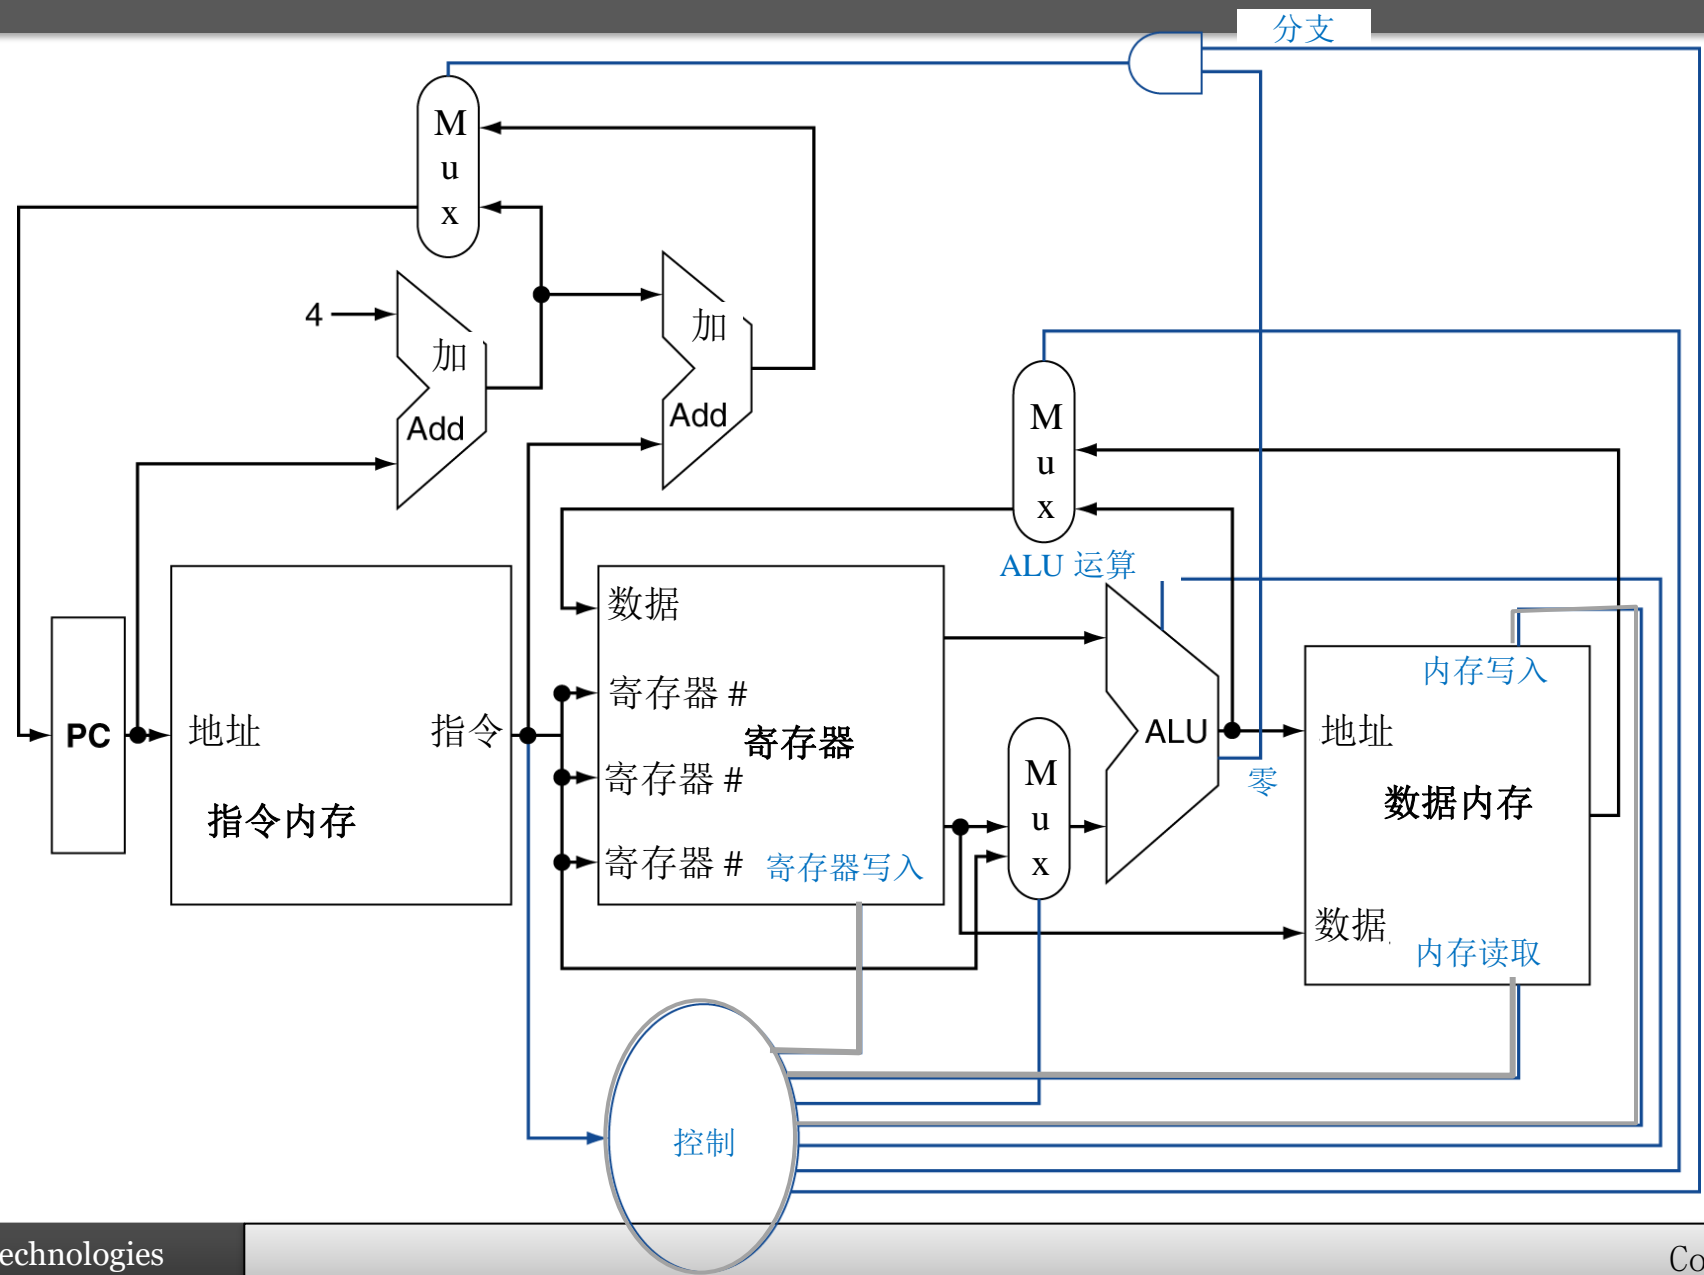 分支
M
u
x
4
加
Add
加
Add
M
u
x
ALU 运算
PC
地址
指令
指令内存
数据
寄存器 #
寄存器 #
寄存器 #
寄存器
寄存器写入
M
u
x
ALU
零
内存写入
地址
数据内存
数据
内存读取
控制
echnologies
Co